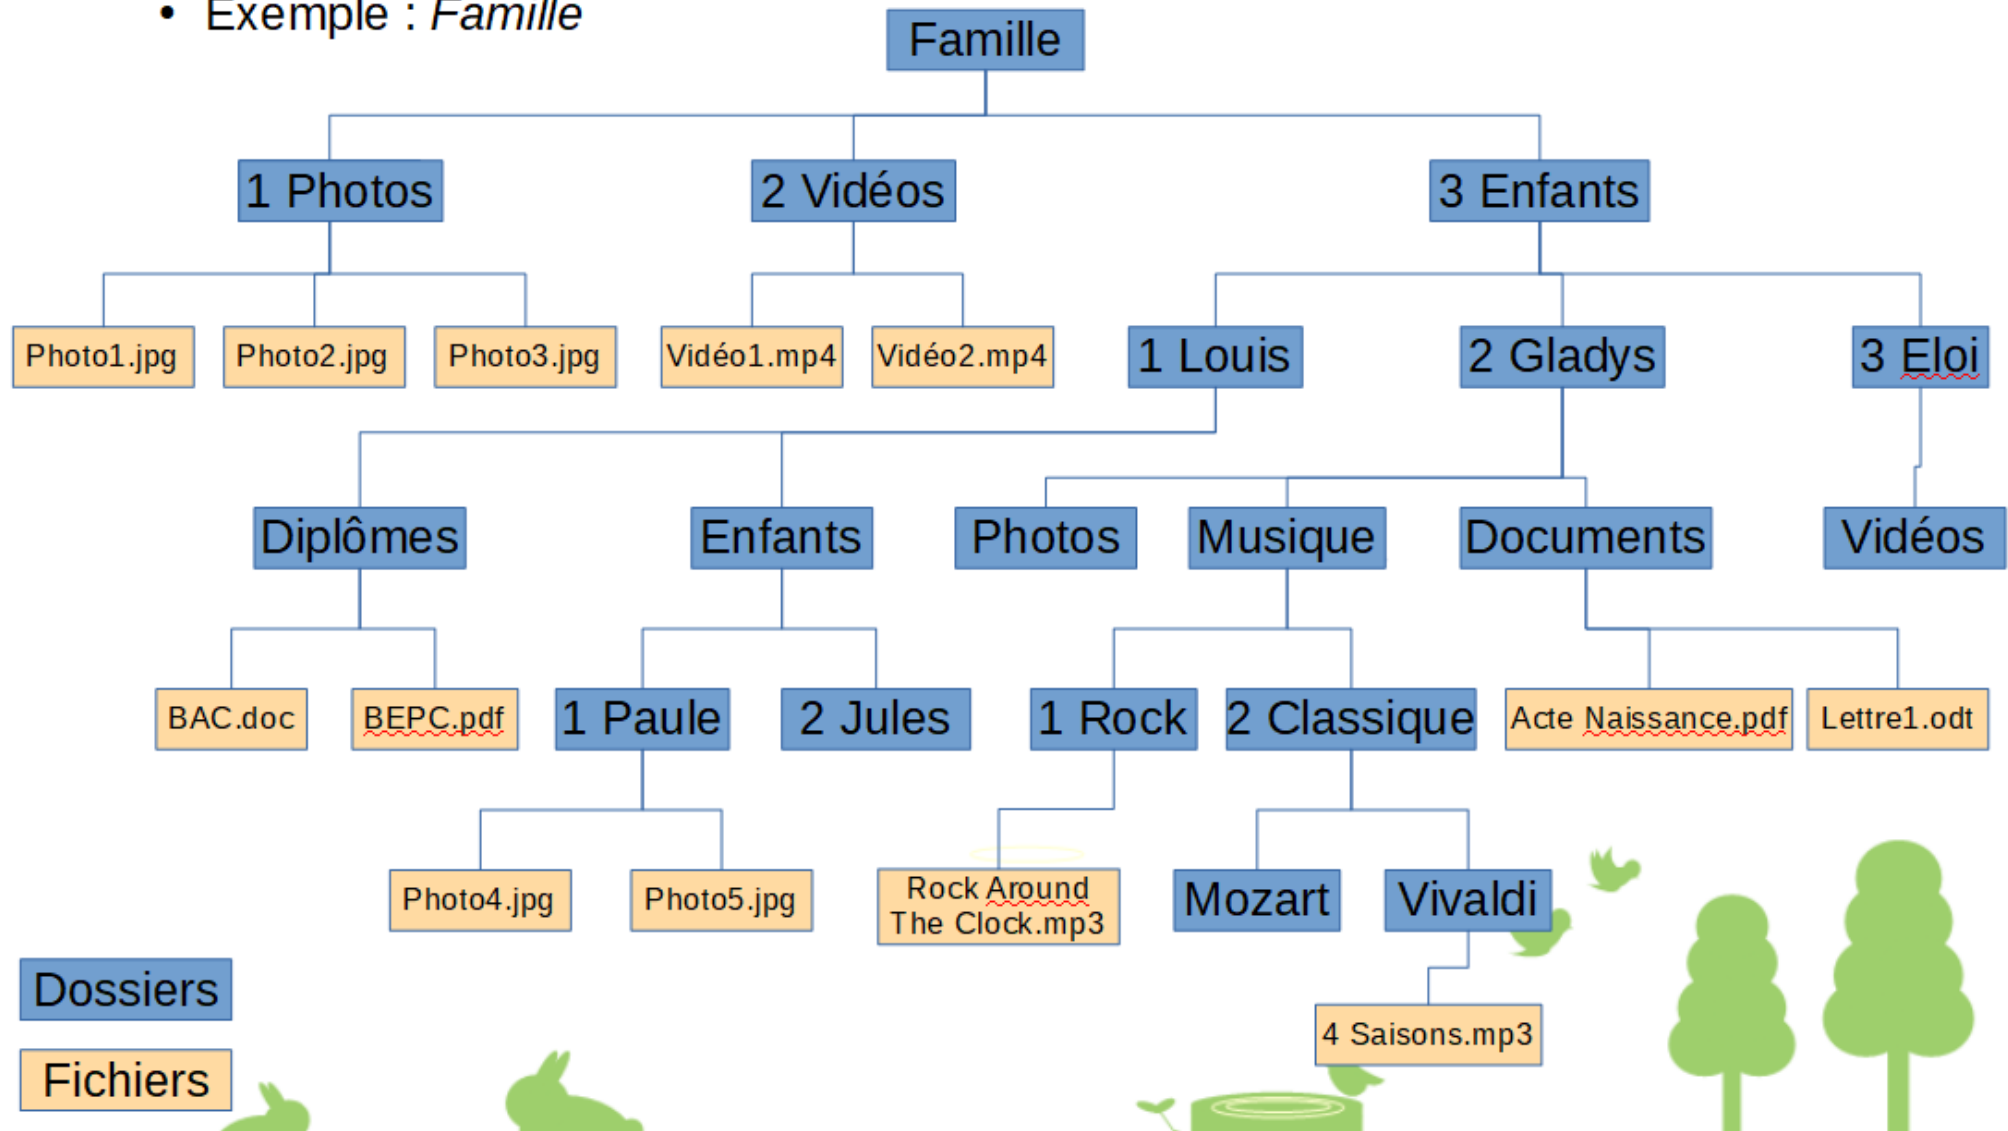 • Exemple : Famille
Famille
1 Photos
2 Vidéos
3 Enfants
Photo1.jpg
Photo2.jpg
Photo3.jpg
Vidéo1.mp4
Vidéo2.mp4
1 Louis
2 Gladys
3 Eloi
Diplômes
Enfants
Photos
Musique
Documents
Vidéos
BAC.doc
BEPC.pdf
1 Paule
2 Jules
1 Rock
2 Classique
Acte Naissance.pdf
Lettre1.odt
Photo4.jpg
Photo5.jpg
Rock Around
The Clock.mp3
Mozart
Vivaldi
Dossiers
4 Saisons.mp3
Fichiers